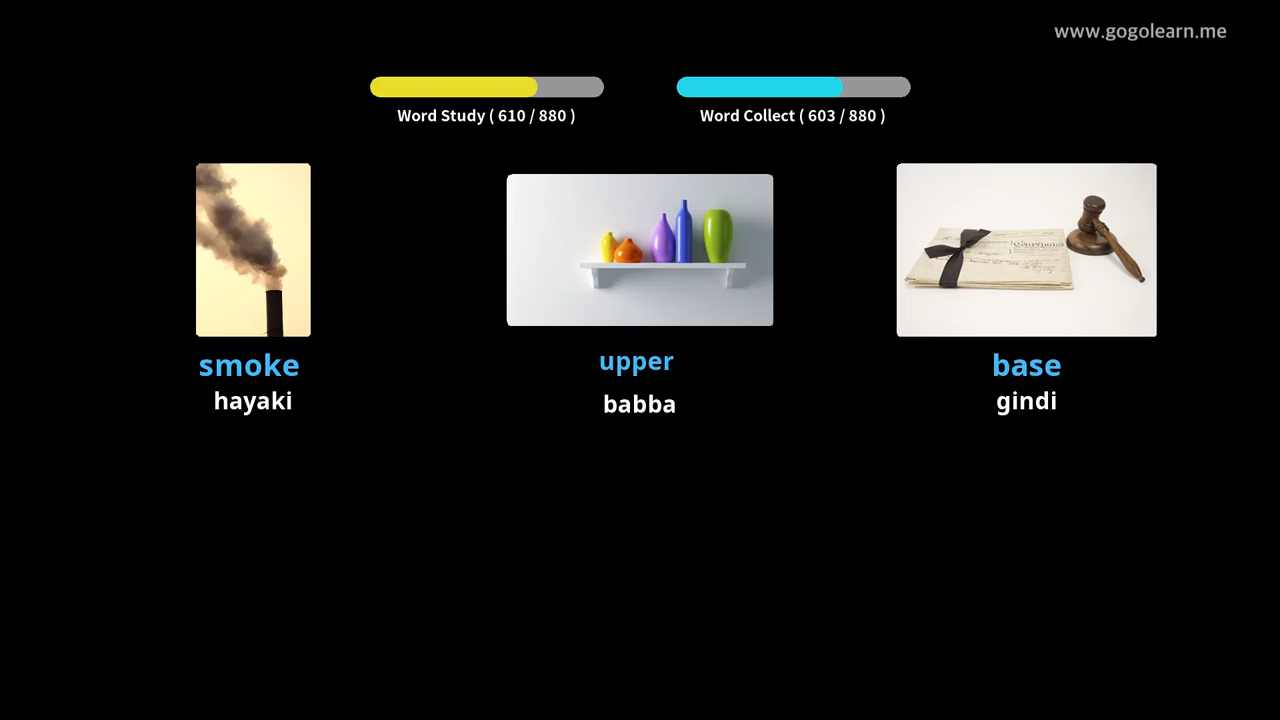 www.gogolearn.me
Word Study ( 610 / 880 )
Word Collect ( 603 / 880 )
smoke
hayaki
upper
babba
base
gindi